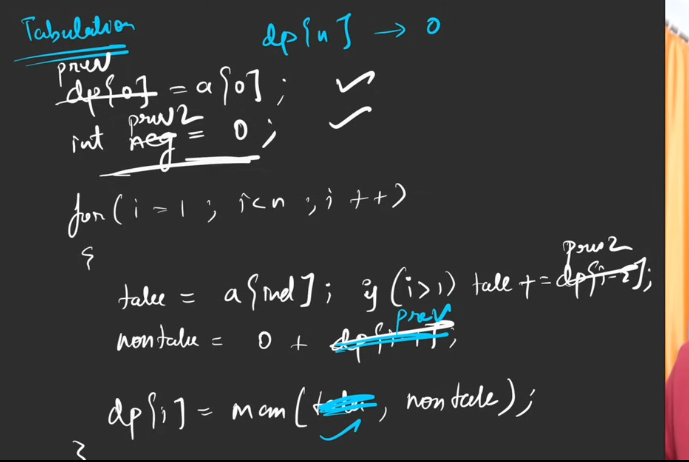 Tabulation
dp[n] → 0
prev
dp[0] = a[0];
prev2
int neg = 0;
for(i = 1; i<n; i++)
{
prev2
take = a[ind]; if(i>1) take += dp[i-2];
prev
nontake = 0 + dp[i-1];
dp[i] = max(take, nontake);
}